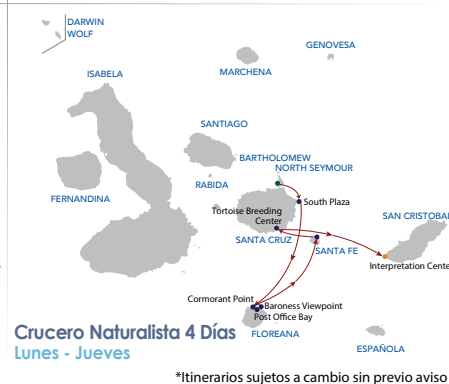 DARWIN
WOLF
GENOVESA
MARCHENA
ISABELA
SANTIAGO
BARTHOLOMEW
NORTH SEYMOUR
RABIDA
FERNANDINA
South Plaza
Tortoise Breeding
Center
SAN CRISTOBAL
SANTA CRUZ
SANTA FE
Interpretation Cente
Cormorant Point
Baroness Viewpoint
Post Office Bay
Crucero Naturalista 4 Días
FLOREANA
Lunes - Jueves
ESPAÑOLA
*Itinerarios sujetos a cambio sin previo aviso